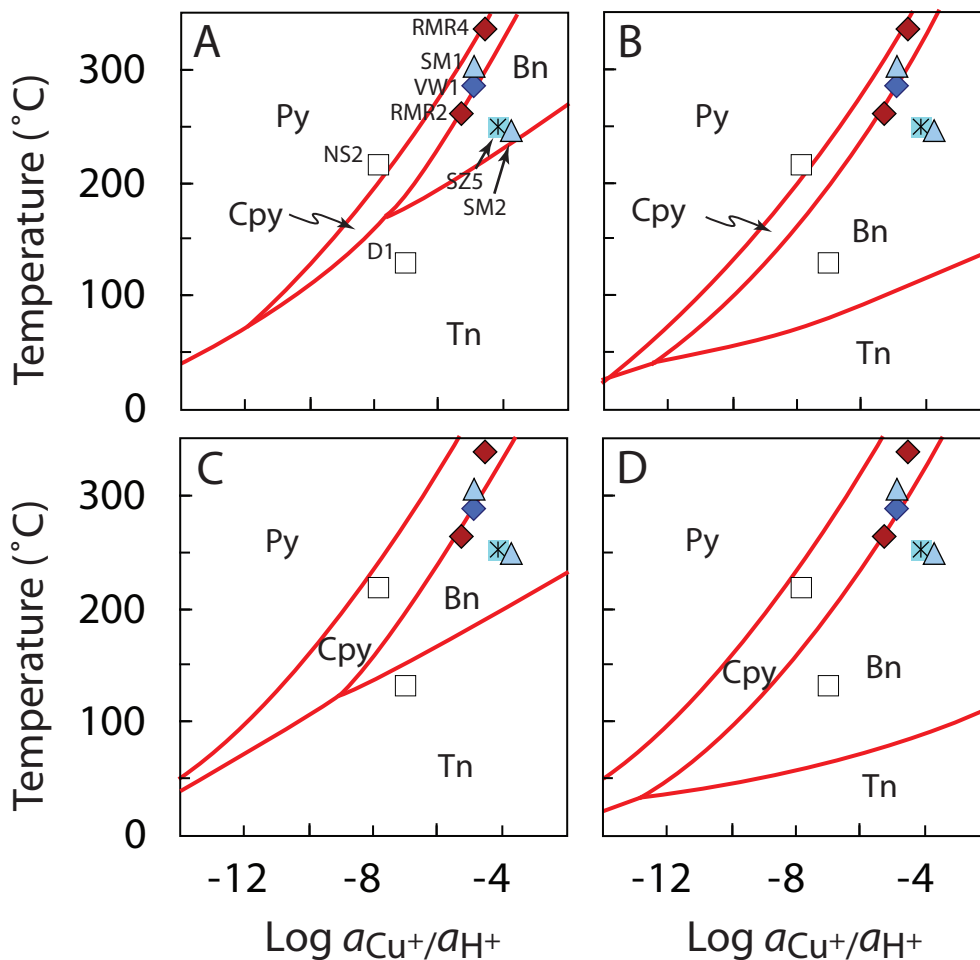 A
RMR4
Bn
SM1
VW1
Py
RMR2
NS2
SZ5
SM2
Cpy
D1
Tn
B
Py
Cpy
Bn
Tn
300
200
100
0
Temperature (˚C)
C
Py
Bn
Cpy
Tn
D
Py
Cpy
Bn
Tn
300
200
100
0
Temperature (˚C)
-12 -8 -4
-12 -8 -4
Log aCu+/aH+
Log aCu+/aH+